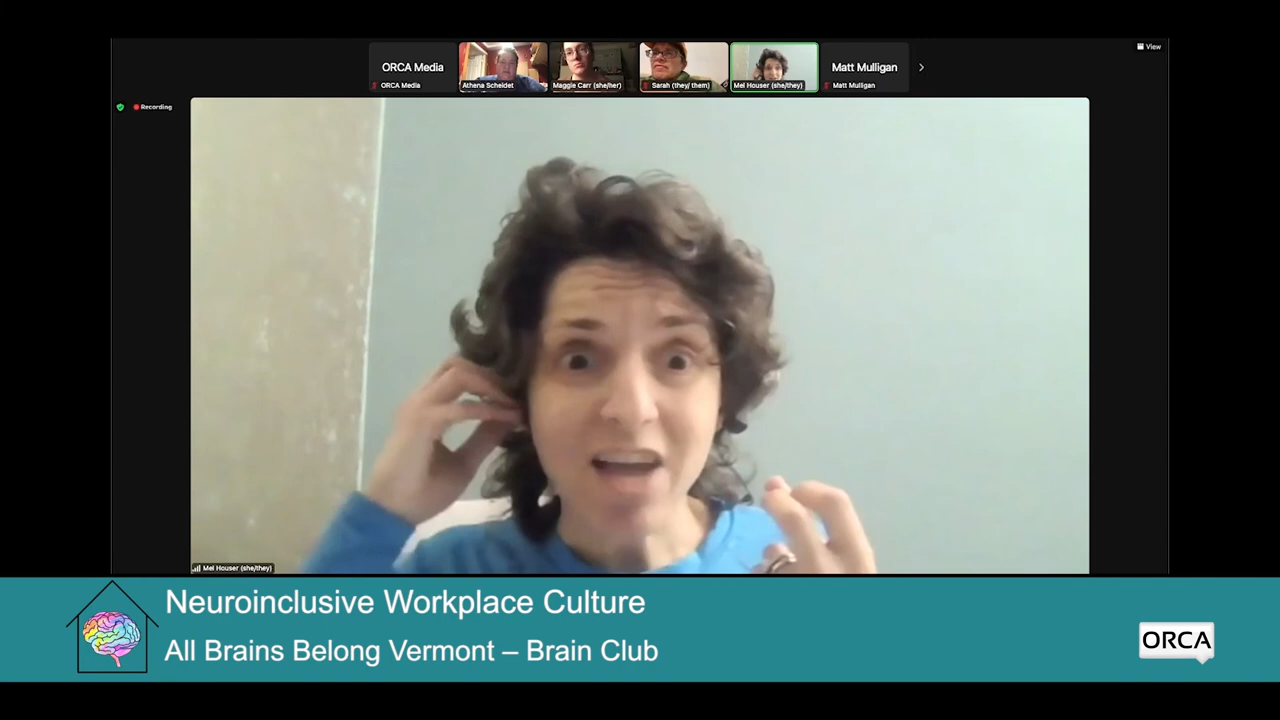 View
ORCA Media
ORCA Media
Athena Scheidet
Maggie Carr (she/her)
Sarah (they/ them)
Mel Houser (she/they)
Matt Mulligan
Matt Mulligan
Recording
Mel Houser (she/they)
Neuroinclusive Workplace Culture
All Brains Belong Vermont – Brain Club
ORCA